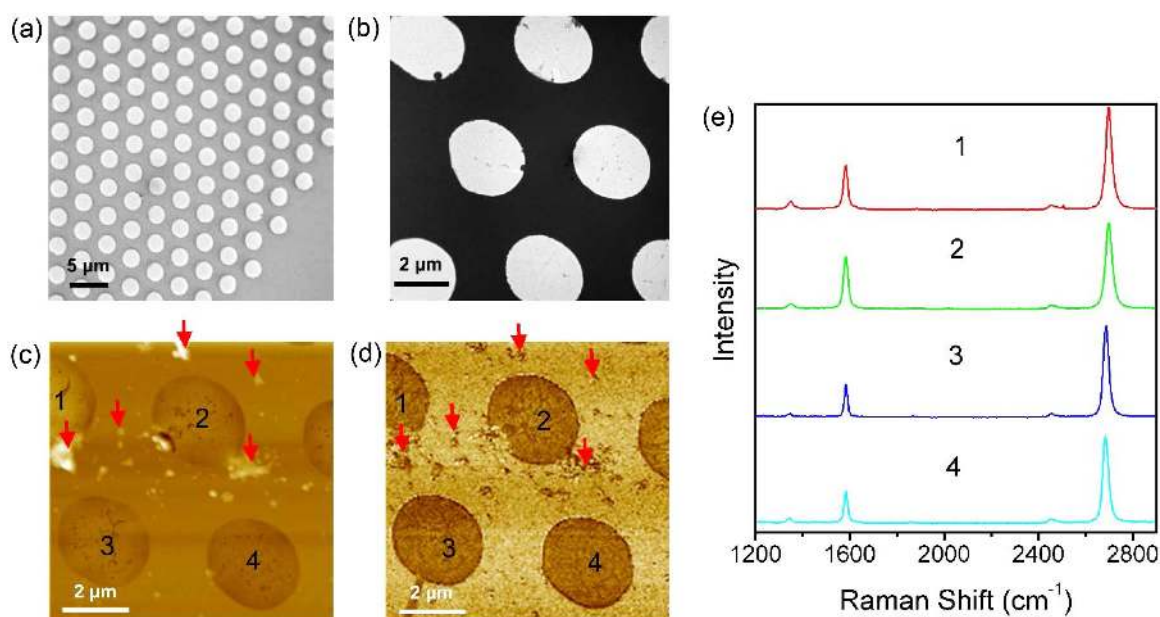 (a)
5 µm
(b)
2 µm
(c)
1
2
3
4
2 µm
(d)
1
2
3
4
2 µm
(e)
1
2
3
4
Intensity
1200 1600 2000 2400 2800
Raman Shift (cm⁻¹)